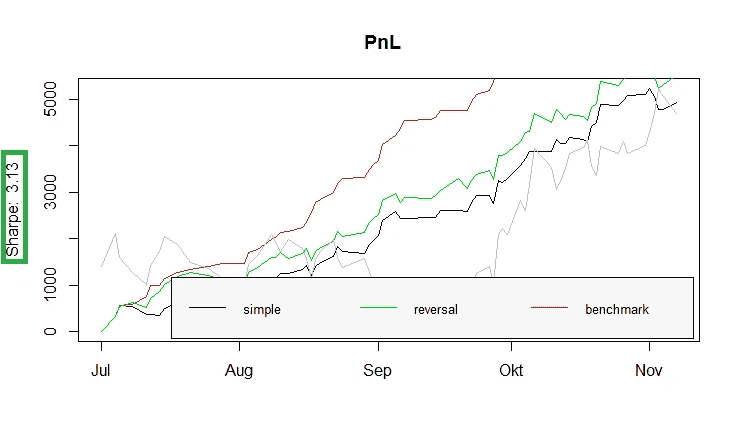 PnL
Sharpe: 3.13
5000
3000
1000
0
simple
reversal
benchmark
Jul
Aug
Sep
Okt
Nov